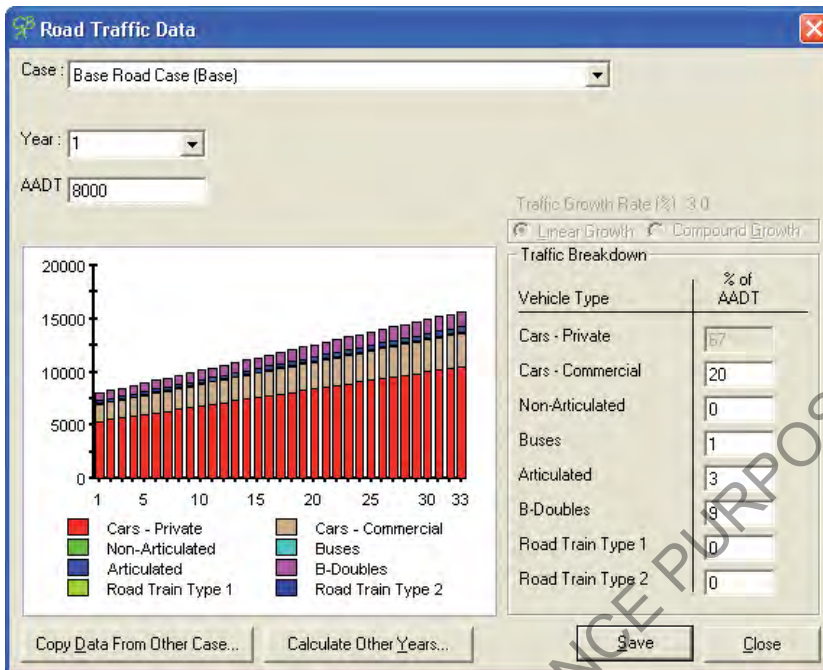 Road Traffic Data
Case : Base Road Case (Base)
Year : 1
AADT 8000
Traffic Growth Rate (%) 3.0
Linear Growth Compound Growth
Traffic Breakdown
Vehicle Type % of AADT
Cars - Private 67
Cars - Commercial 20
Non-Articulated 0
Buses 1
Articulated 3
B-Doubles 9
Road Train Type 1 0
Road Train Type 2 0
20000
15000
10000
5000
0
1 5 10 15 20 25 30 33
Cars - Private Cars - Commercial
Non-Articulated Buses
Articulated B-Doubles
Road Train Type 1 Road Train Type 2
Copy Data From Other Case... Calculate Other Years... Save Close